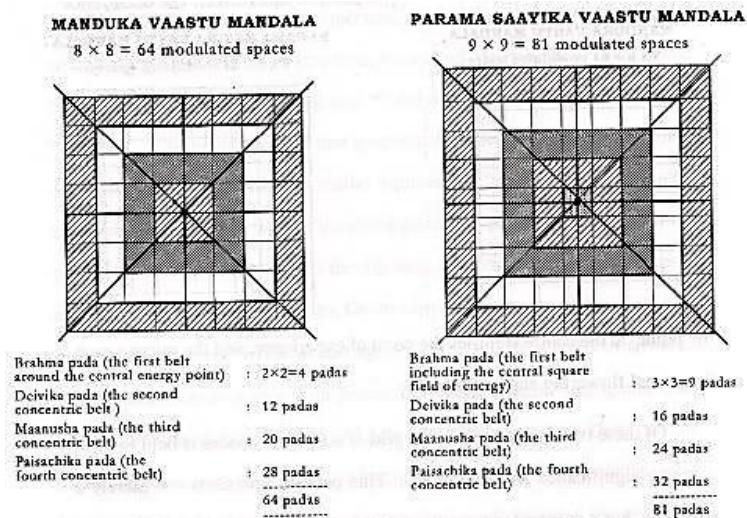 MANDUKA VAASTU MANDALA
8 × 8 = 64 modulated spaces
Brahma pada (the first belt
around the central energy point) : 2×2=4 padas
Deivika pada (the second
concentric belt ) : 12 padas
Maanusha pada (the third
concentric belt) : 20 padas
Paisachika pada (the
fourth concentric belt) : 28 padas
64 padas
PARAMA SAAYIKA VAASTU MANDALA
9 × 9 = 81 modulated spaces
Brahma pada (the first belt
including the central square
field of energy) : 3×3=9 padas
Deivika pada (the second
concentric belt) : 16 padas
Maanusha pada (the third
concentric belt) : 24 padas
Paisachika pada (the fourth
concentric belt) : 32 padas
81 padas